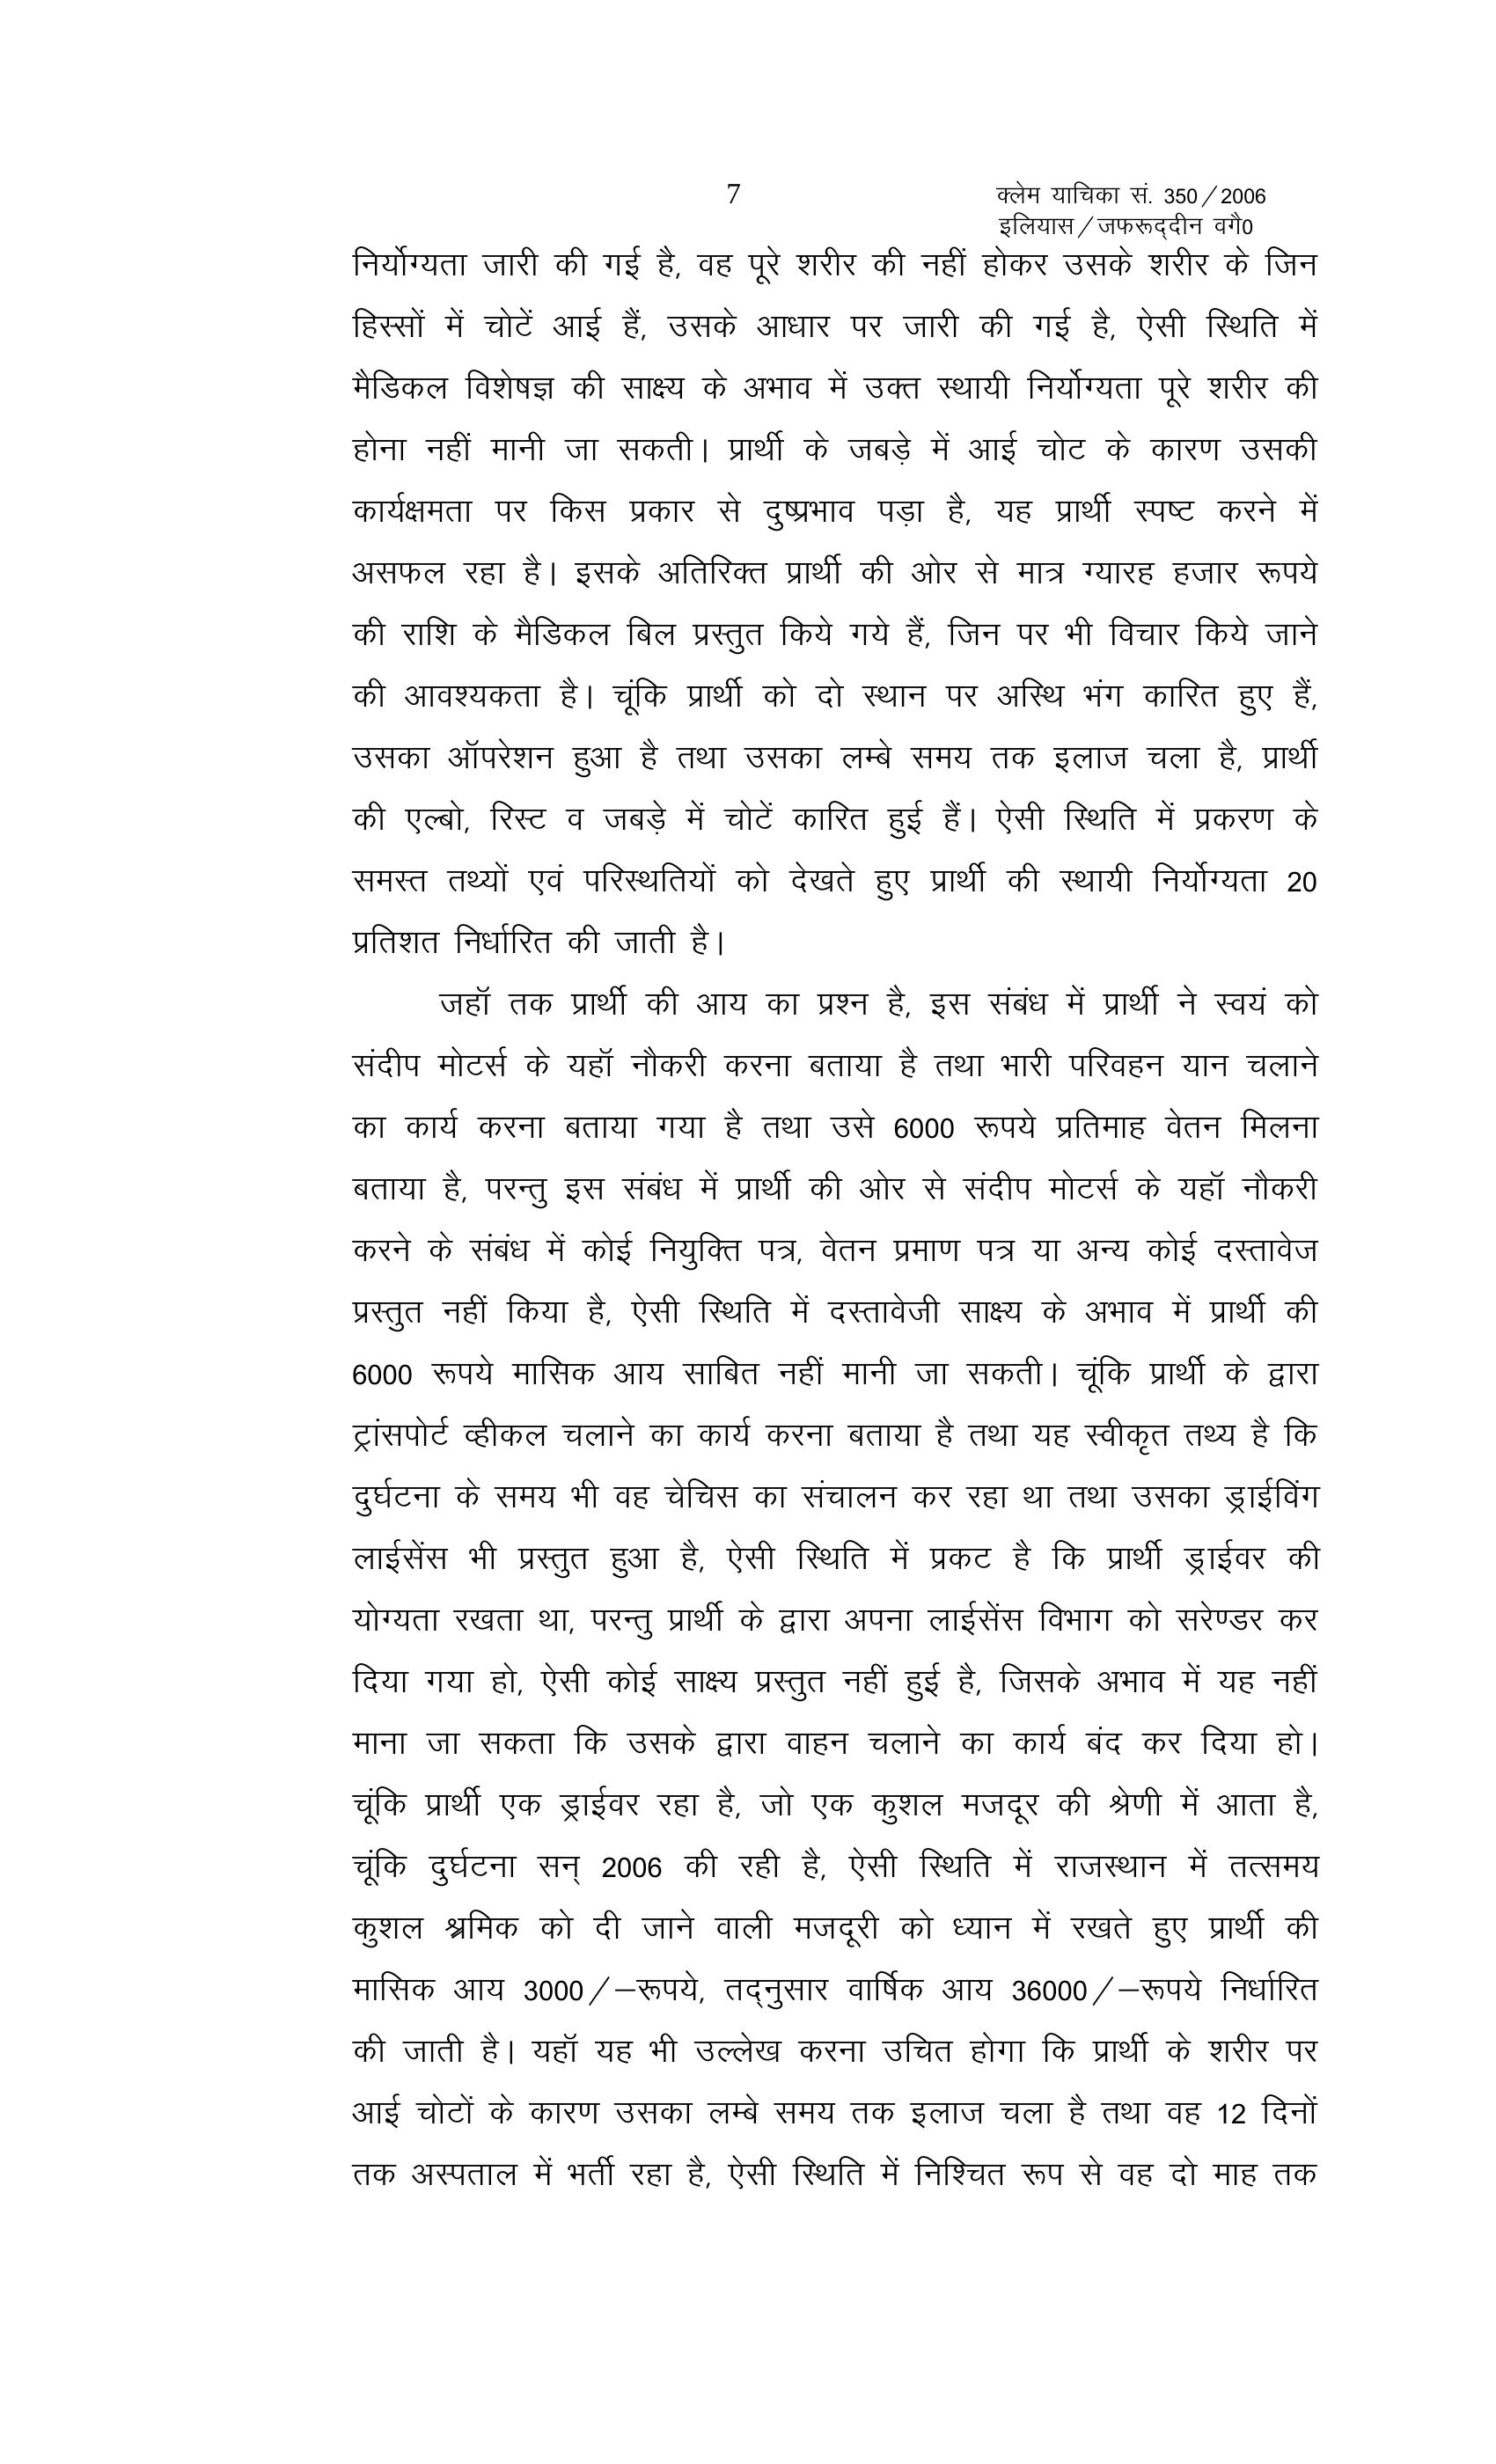 7
क्लेम याचिका सं. 350/2006
इलियास/जफरूद्दीन वगै0
निर्योग्यता जारी की गई है, वह पूरे शरीर की नहीं होकर उसके शरीर के जिन
हिस्सों में चोटें आई हैं, उसके आधार पर जारी की गई है, ऐसी स्थिति में
मैडिकल विशेषज्ञ की साक्ष्य के अभाव में उक्त स्थायी निर्योग्यता पूरे शरीर की
होना नहीं मानी जा सकती। प्रार्थी के जबड़े में आई चोट के कारण उसकी
कार्यक्षमता पर किस प्रकार से दुष्प्रभाव पड़ा है, यह प्रार्थी स्पष्ट करने में
असफल रहा है। इसके अतिरिक्त प्रार्थी की ओर से मात्र ग्यारह हजार रूपये
की राशि के मैडिकल बिल प्रस्तुत किये गये हैं, जिन पर भी विचार किये जाने
की आवश्यकता है। चूंकि प्रार्थी को दो स्थान पर अस्थि भंग कारित हुए हैं,
उसका ऑपरेशन हुआ है तथा उसका लम्बे समय तक इलाज चला है, प्रार्थी
की एल्बो, रिस्ट व जबड़े में चोटें कारित हुई हैं। ऐसी स्थिति में प्रकरण के
समस्त तथ्यों एवं परिस्थतियों को देखते हुए प्रार्थी की स्थायी निर्योग्यता 20
प्रतिशत निर्धारित की जाती है।
जहॉ तक प्रार्थी की आय का प्रश्न है, इस संबंध में प्रार्थी ने स्वयं को
संदीप मोटर्स के यहॉ नौकरी करना बताया है तथा भारी परिवहन यान चलाने
का कार्य करना बताया गया है तथा उसे 6000 रूपये प्रतिमाह वेतन मिलना
बताया है, परन्तु इस संबंध में प्रार्थी की ओर से संदीप मोटर्स के यहॉ नौकरी
करने के संबंध में कोई नियुक्ति पत्र, वेतन प्रमाण पत्र या अन्य कोई दस्तावेज
प्रस्तुत नहीं किया है, ऐसी स्थिति में दस्तावेजी साक्ष्य के अभाव में प्रार्थी की
6000 रूपये मासिक आय साबित नहीं मानी जा सकती। चूंकि प्रार्थी के द्वारा
ट्रांसपोर्ट व्हीकल चलाने का कार्य करना बताया है तथा यह स्वीकृत तथ्य है कि
दुर्घटना के समय भी वह चेचिस का संचालन कर रहा था तथा उसका ड्राईविंग
लाईसेंस भी प्रस्तुत हुआ है, ऐसी स्थिति में प्रकट है कि प्रार्थी ड्राईवर की
योग्यता रखता था, परन्तु प्रार्थी के द्वारा अपना लाईसेंस विभाग को सरेण्डर कर
दिया गया हो, ऐसी कोई साक्ष्य प्रस्तुत नहीं हुई है, जिसके अभाव में यह नहीं
माना जा सकता कि उसके द्वारा वाहन चलाने का कार्य बंद कर दिया हो।
चूंकि प्रार्थी एक ड्राईवर रहा है, जो एक कुशल मजदूर की श्रेणी में आता है,
चूंकि दुर्घटना सन् 2006 की रही है, ऐसी स्थिति में राजस्थान में तत्समय
कुशल श्रमिक को दी जाने वाली मजदूरी को ध्यान में रखते हुए प्रार्थी की
मासिक आय 3000/–रूपये, तद्नुसार वार्षिक आय 36000/–रूपये निर्धारित
की जाती है। यहॉ यह भी उल्लेख करना उचित होगा कि प्रार्थी के शरीर पर
आई चोटों के कारण उसका लम्बे समय तक इलाज चला है तथा वह 12 दिनों
तक अस्पताल में भर्ती रहा है, ऐसी स्थिति में निश्चित रूप से वह दो माह तक